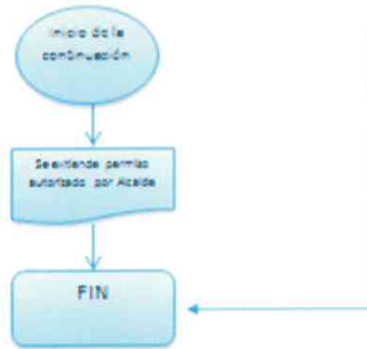 Inicio de la
continuación
Se extiende permiso
autorizado por Alcalde
FIN